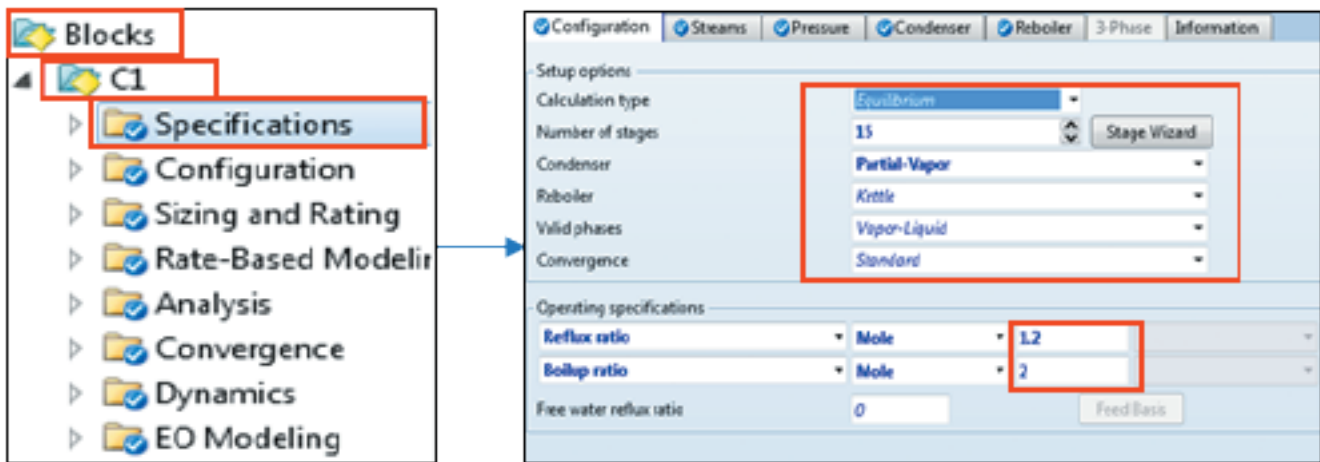 Blocks
C1
Specifications
Configuration
Sizing and Rating
Rate-Based Modelin
Analysis
Convergence
Dynamics
EO Modeling
Configuration Streams Pressure Condenser Reboiler 3-Phase Information
Setup options
Calculation type Equilibrium
Number of stages 15 Stage Wizard
Condenser Partial-Vapor
Reboiler Kettle
Valid phases Vapor-Liquid
Convergence Standard
Operating specifications
Reflux ratio Mole 1.2
Boilup ratio Mole 2
Free water reflux ratio 0 Feed Basis